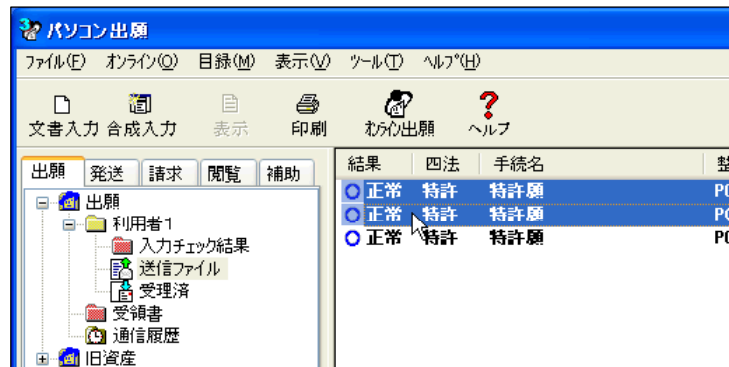 パソコン出願
ファイル(F) オンライン(O) 目録(M) 表示(V) ツール(T) ヘルプ(H)
文書入力 合成入力 表示 印刷 オンライン出願 ヘルプ
出願 発送 請求 閲覧 補助
出願
利用者1
入力チェック結果
送信ファイル
受理済
受領書
通信履歴
旧資産
結果 四法 手続名 整
正常 特許 特許願 P0
正常 特許 特許願 P0
正常 特許 特許願 P0